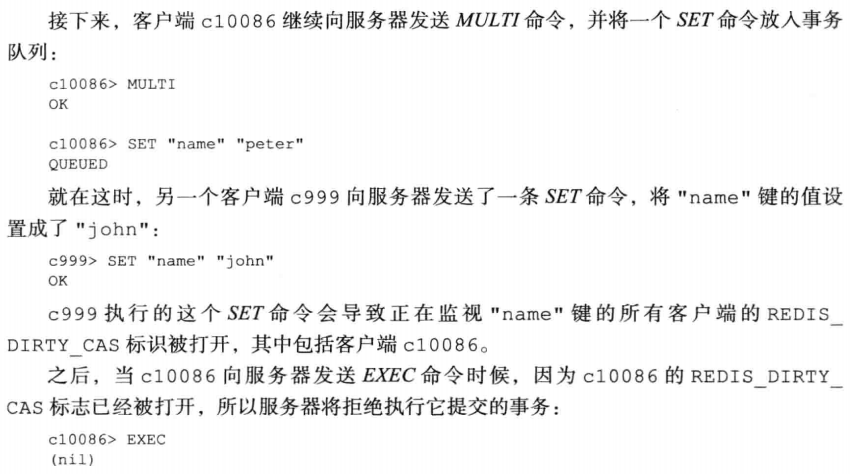 接下来，客户端 c10086 继续向服务器发送 MULTI 命令，并将一个 SET 命令放入事务
队列：
c10086> MULTI
OK
c10086> SET "name" "peter"
QUEUED
就在这时，另一个客户端 c999 向服务器发送了一条 SET 命令，将 "name" 键的值设
置成了 "john"：
c999> SET "name" "john"
OK
c999 执行的这个 SET 命令会导致正在监视 "name" 键的所有客户端的 REDIS_
DIRTY_CAS 标识被打开，其中包括客户端 c10086。
之后，当 c10086 向服务器发送 EXEC 命令时候，因为 c10086 的 REDIS_DIRTY_
CAS 标志已经被打开，所以服务器将拒绝执行它提交的事务：
c10086> EXEC
(nil)